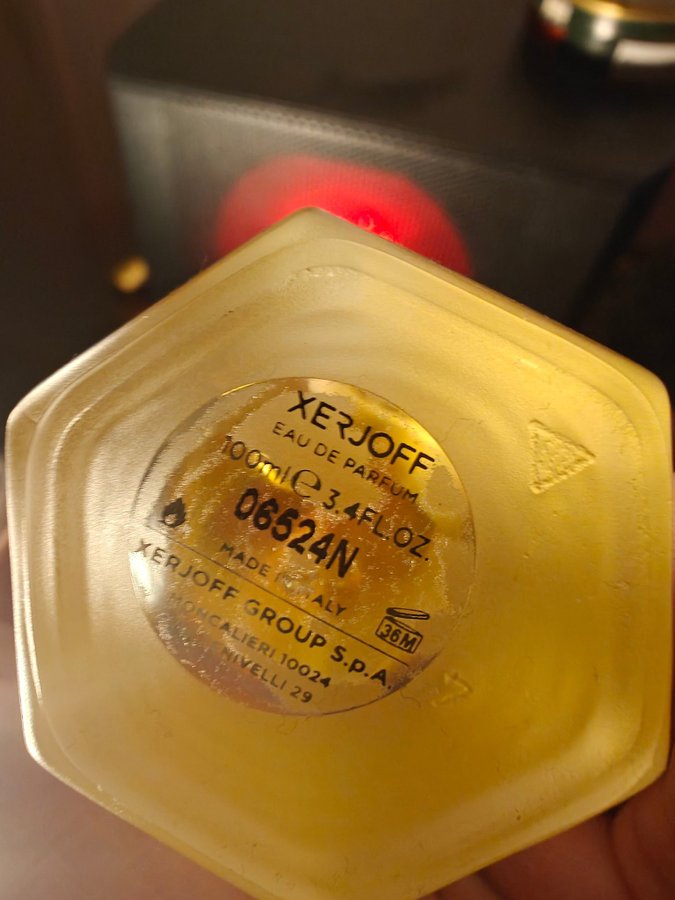 XERJOFF
EAU DE PARFUM
100ml ℮ 3.4FL.OZ.
06524N
MADE IN ITALY
XERJOFF GROUP S.p.A.
MONCALIERI 10024
NIVELLI 29
36M